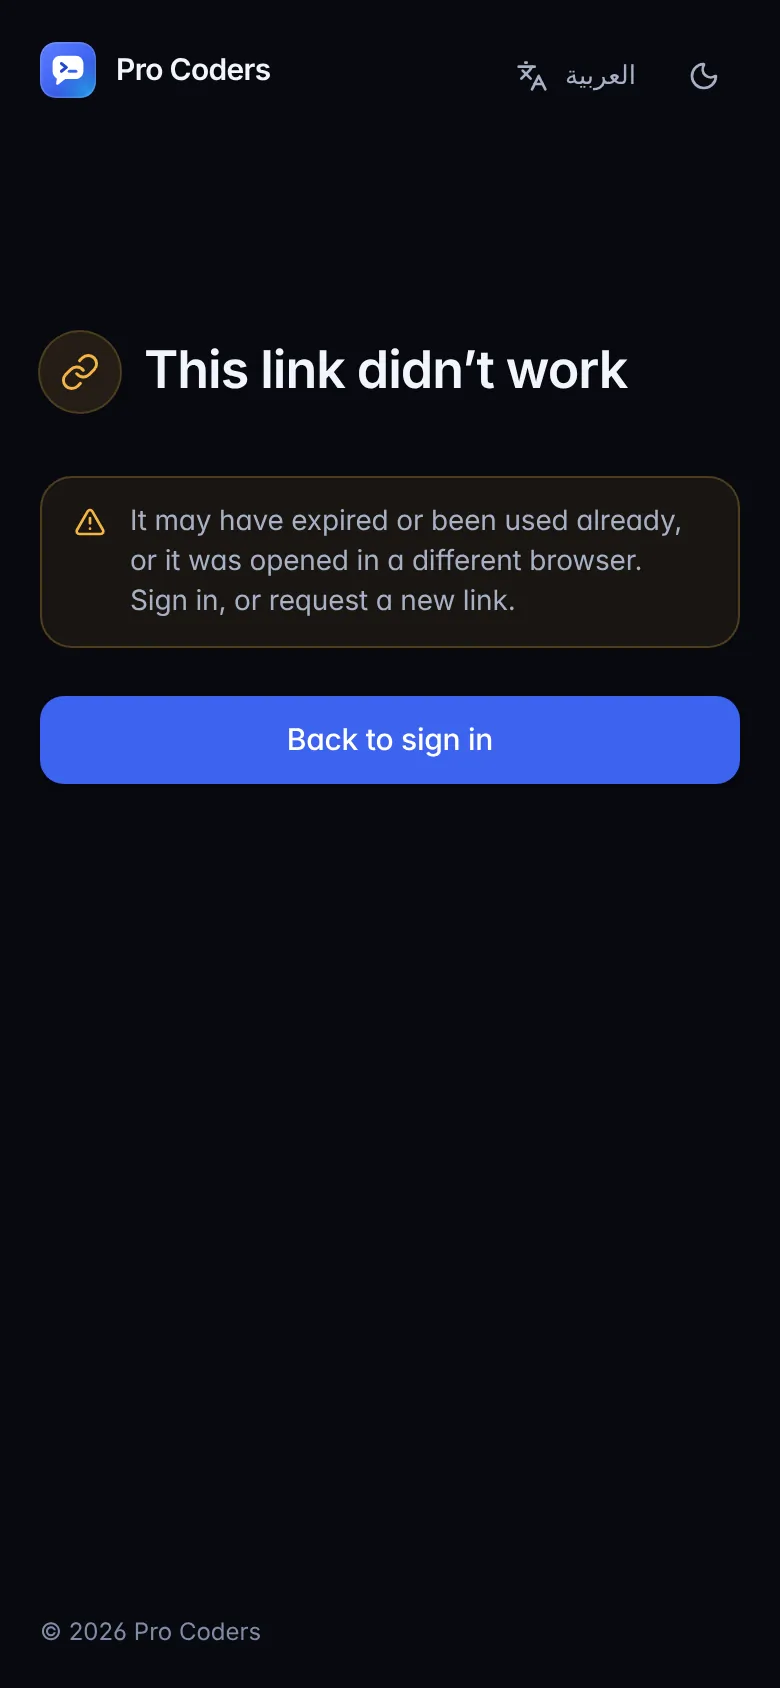 Pro Coders
العربية
This link didn’t work
It may have expired or been used already,
or it was opened in a different browser.
Sign in, or request a new link.
Back to sign in
© 2026 Pro Coders